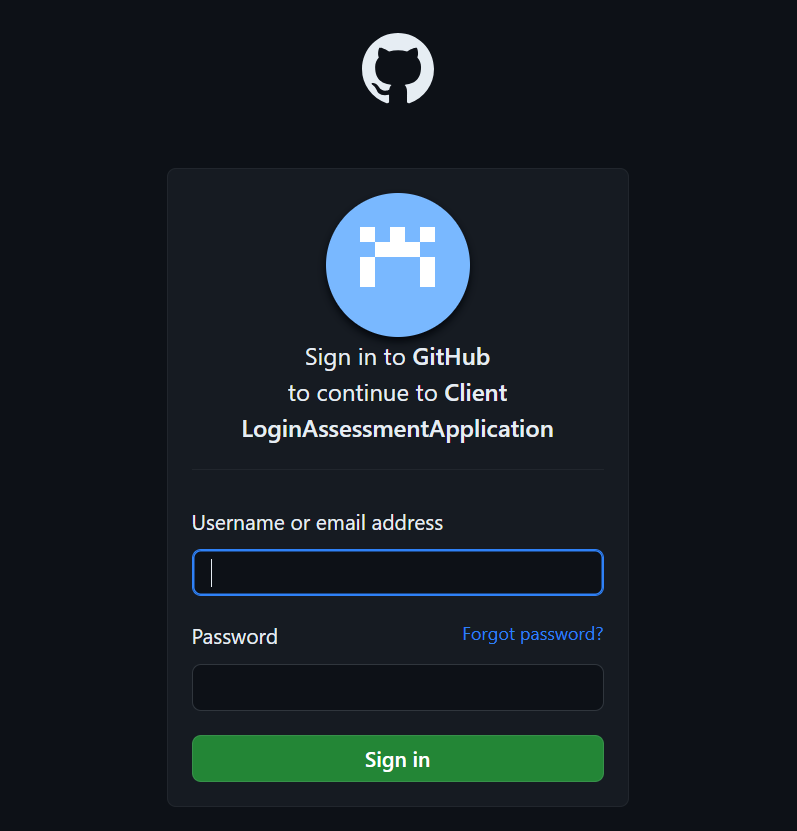 Sign in to GitHub
to continue to Client
LoginAssessmentApplication
Username or email address
Password
Forgot password?
Sign in